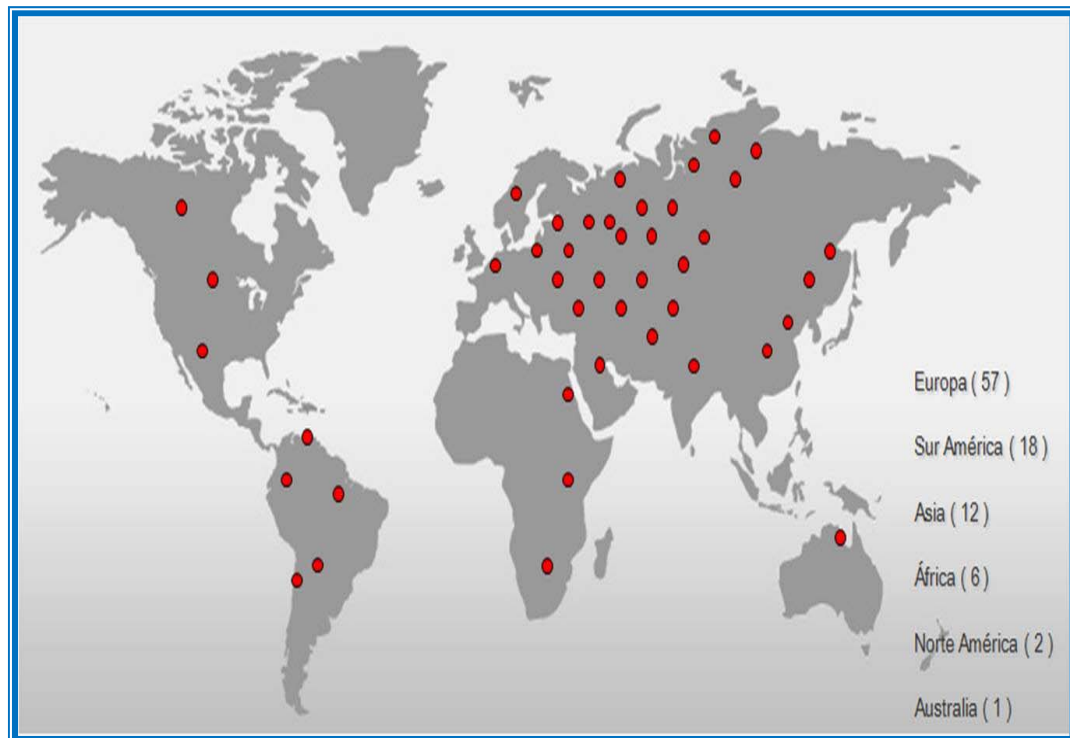 Europa ( 57 )
Sur América ( 18 )
Asia ( 12 )
África ( 6 )
Norte América ( 2 )
Australia ( 1 )